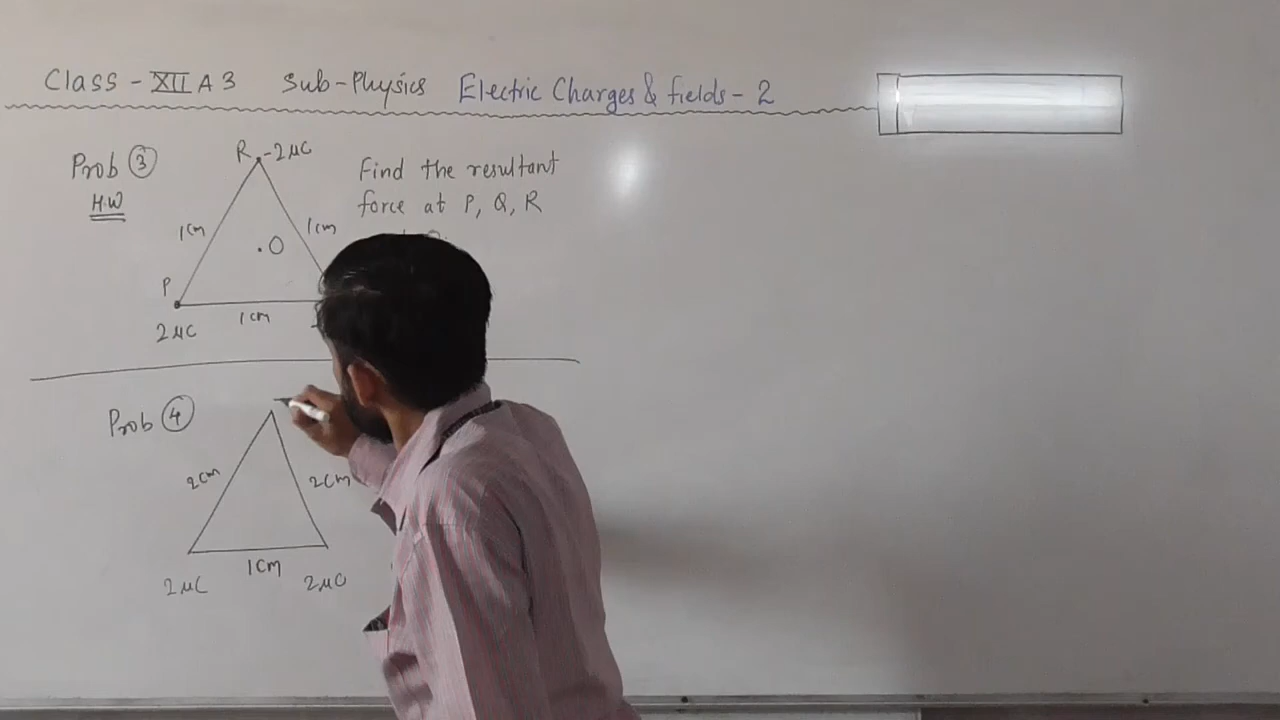 Class - XII A3 Sub-Physics Electric Charges & fields - 2
Prob 3
H.W
R -2μC
Find the resultant
force at P, Q, R
1cm
1cm
O
P
1cm
2μC
Prob 4
2cm
2cm
1cm
2μC
2μC